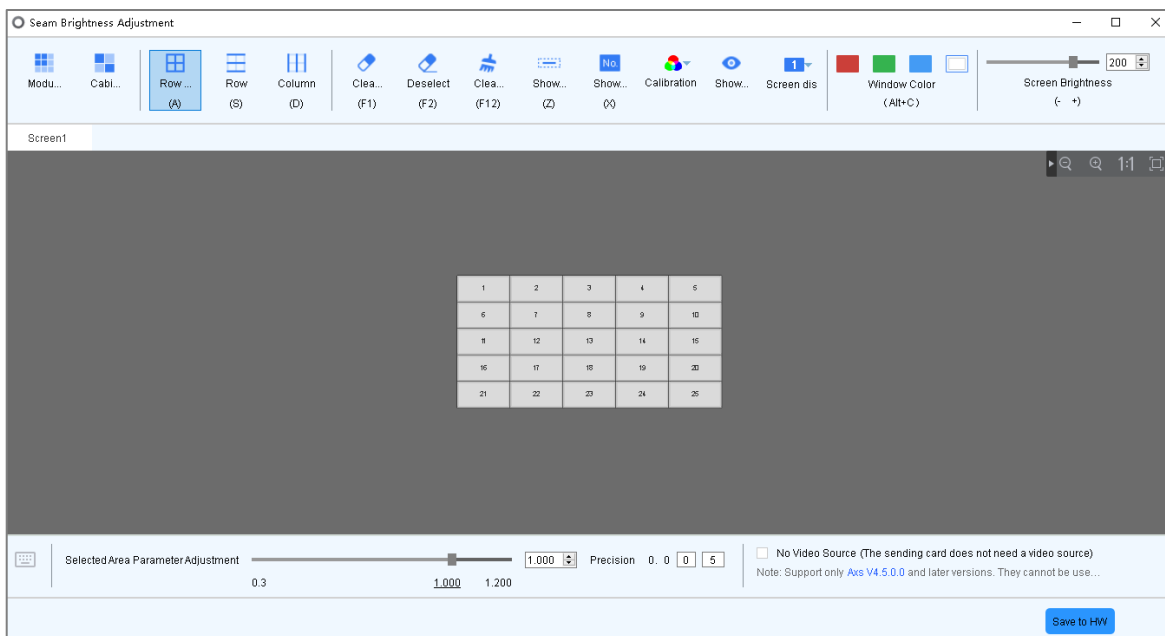 Seam Brightness Adjustment
Modu... Cabi... Row ... Row Column Clea... Deselect Clea... Show... Show... Calibration Show... Screen dis Window Color Screen Brightness
(A) (S) (D) (F1) (F2) (F12) (Z) (X) (Alt+C) (- +)
No. 1 200
Screen1
1:1
1 2 3 4 5
6 7 8 9 10
11 12 13 14 15
16 17 18 19 20
21 22 23 24 25
Selected Area Parameter Adjustment 1.000 Precision 0. 0 0 5
0.3 1.000 1.200
No Video Source (The sending card does not need a video source)
Note: Support only Axs V4.5.0.0 and later versions. They cannot be use...
Save to HW